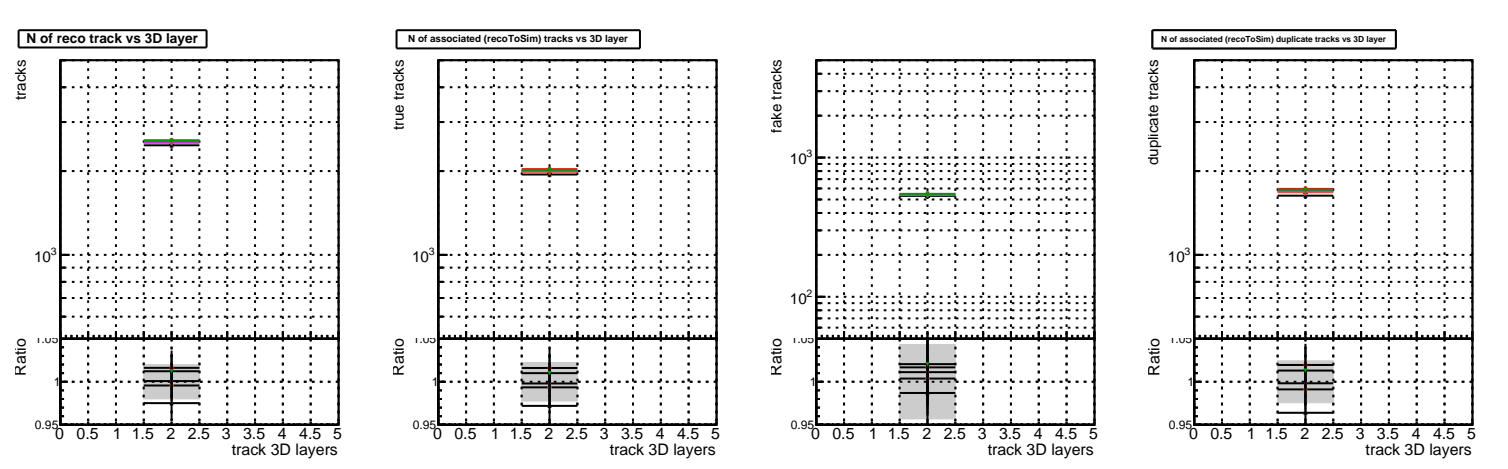 N of reco track vs 3D layer
tracks
10³
Ratio
1.05
1
0.95
0 0.5 1 1.5 2 2.5 3 3.5 4 4.5 5
track 3D layers
N of associated (recoToSim) tracks vs 3D layer
true tracks
10³
Ratio
1.05
1
0.95
0 0.5 1 1.5 2 2.5 3 3.5 4 4.5 5
track 3D layers
fake tracks
10³
10²
Ratio
1.05
1
0.95
0 0.5 1 1.5 2 2.5 3 3.5 4 4.5 5
track 3D layers
N of associated (recoToSim) duplicate tracks vs 3D layer
duplicate tracks
10³
Ratio
1.05
1
0.95
0 0.5 1 1.5 2 2.5 3 3.5 4 4.5 5
track 3D layers